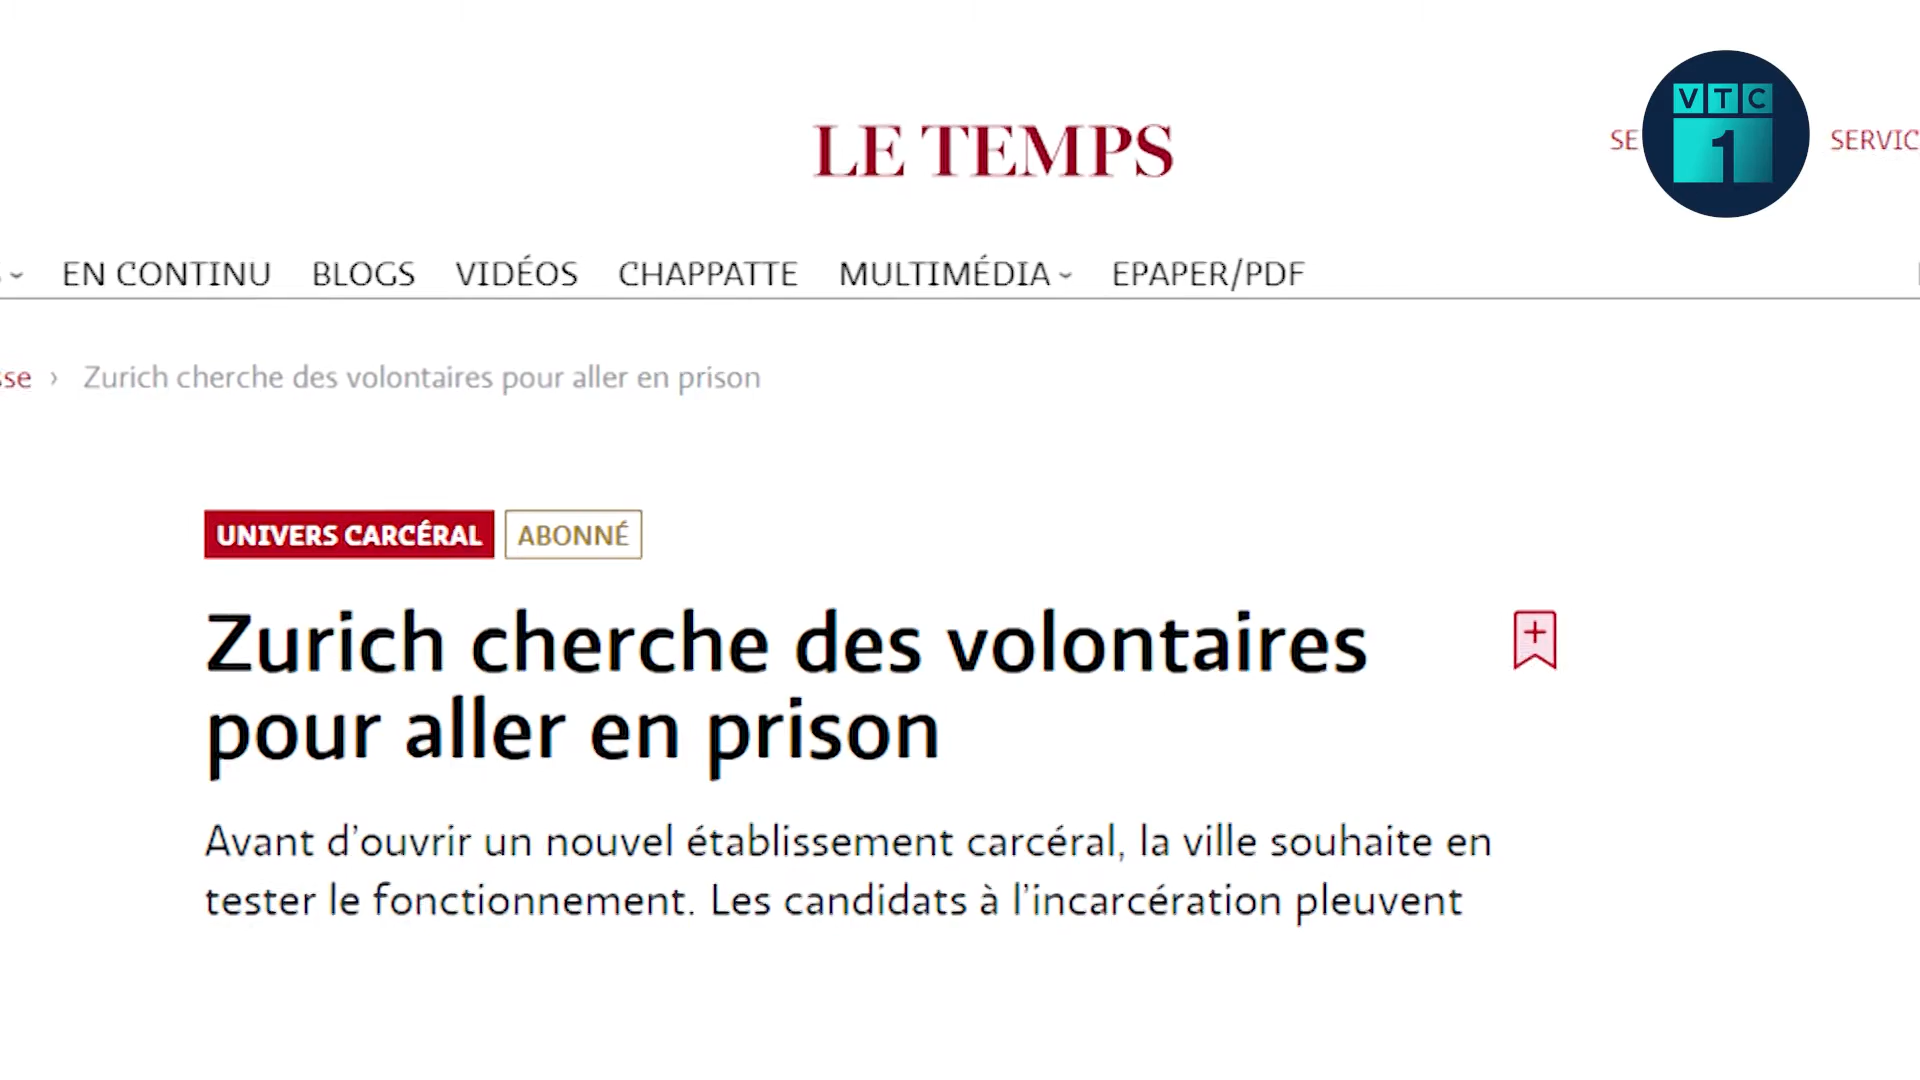 VTC
1
LE TEMPS
SE
SERVIC
EN CONTINU BLOGS VIDÉOS CHAPPATTE MULTIMÉDIA EPAPER/PDF
sse › Zurich cherche des volontaires pour aller en prison
UNIVERS CARCÉRAL ABONNÉ
Zurich cherche des volontaires
pour aller en prison
Avant d’ouvrir un nouvel établissement carcéral, la ville souhaite en
tester le fonctionnement. Les candidats à l’incarcération pleuvent